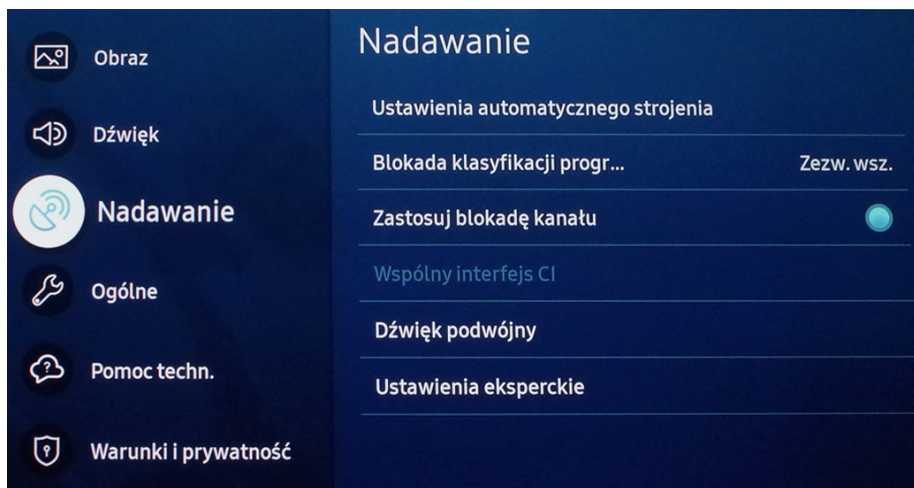 Obraz
Dźwięk
Nadawanie
Ogólne
Pomoc techn.
Warunki i prywatność
Nadawanie
Ustawienia automatycznego strojenia
Blokada klasyfikacji progr... Zezw. wsz.
Zastosuj blokadę kanału
Wspólny interfejs CI
Dźwięk podwójny
Ustawienia eksperckie